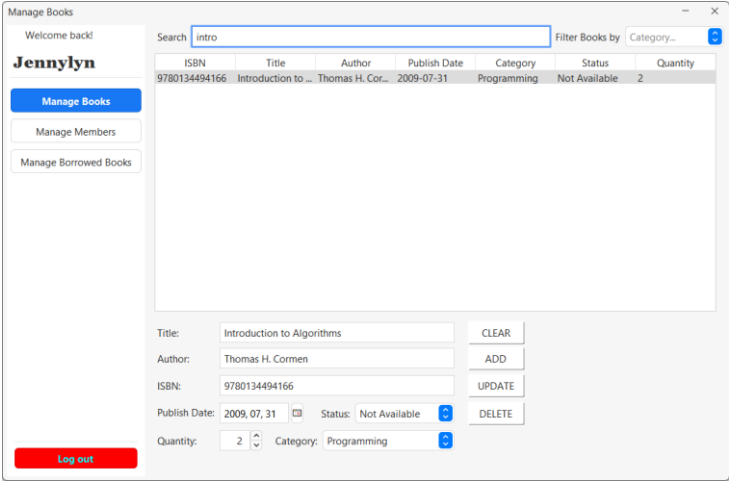 Manage Books
Welcome back!
Jennylyn
Manage Books
Manage Members
Manage Borrowed Books
Log out
Search intro Filter Books by Category...
ISBN Title Author Publish Date Category Status Quantity
9780134494166 Introduction to ... Thomas H. Cor... 2009-07-31 Programming Not Available 2
Title: Introduction to Algorithms CLEAR
Author: Thomas H. Cormen ADD
ISBN: 9780134494166 UPDATE
Publish Date: 2009, 07, 31 Status: Not Available DELETE
Quantity: 2 Category: Programming